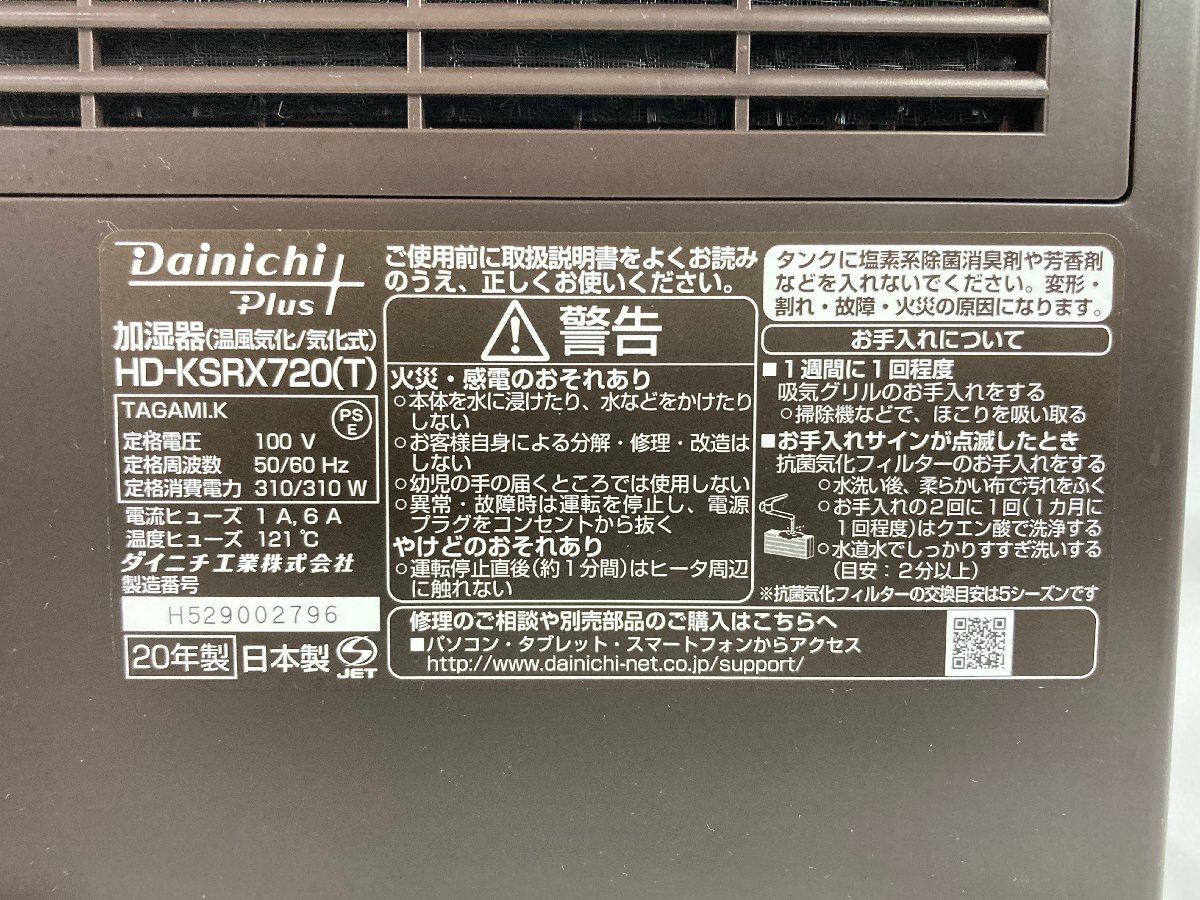 Dainichi
Plus
加湿器(温風気化/気化式)
HD-KSRX720(T)
TAGAMI.K
PS
E
定格電圧 100 V
定格周波数 50/60 Hz
定格消費電力 310/310 W
電流ヒューズ 1 A, 6 A
温度ヒューズ 121 ℃
ダイニチ工業株式会社
製造番号
H529002796
20年製 日本製 S JET
ご使用前に取扱説明書をよくお読み
のうえ、正しくお使いください。
警告
火災・感電のおそれあり
○本体を水に浸けたり、水などをかけたり
しない
○お客様自身による分解・修理・改造は
しない
○幼児の手の届くところでは使用しない
○異常・故障時は運転を停止し、電源
プラグをコンセントから抜く
やけどのおそれあり
○運転停止直後(約1分間)はヒータ周辺
に触れない
タンクに塩素系除菌消臭剤や芳香剤
などを入れないでください。変形・
割れ・故障・火災の原因になります。
お手入れについて
■1週間に1回程度
吸気グリルのお手入れをする
○掃除機などで、ほこりを吸い取る
■お手入れサインが点滅したとき
抗菌気化フィルターのお手入れをする
○水洗い後、柔らかい布で汚れをふく
○お手入れの2回に1回(1カ月に
1回程度)はクエン酸で洗浄する
○水道水でしっかりすすぎ洗いする
(目安:2分以上)
※抗菌気化フィルターの交換目安は5シーズンです
修理のご相談や別売部品のご購入はこちらへ
■パソコン・タブレット・スマートフォンからアクセス
http://www.dainichi-net.co.jp/support/